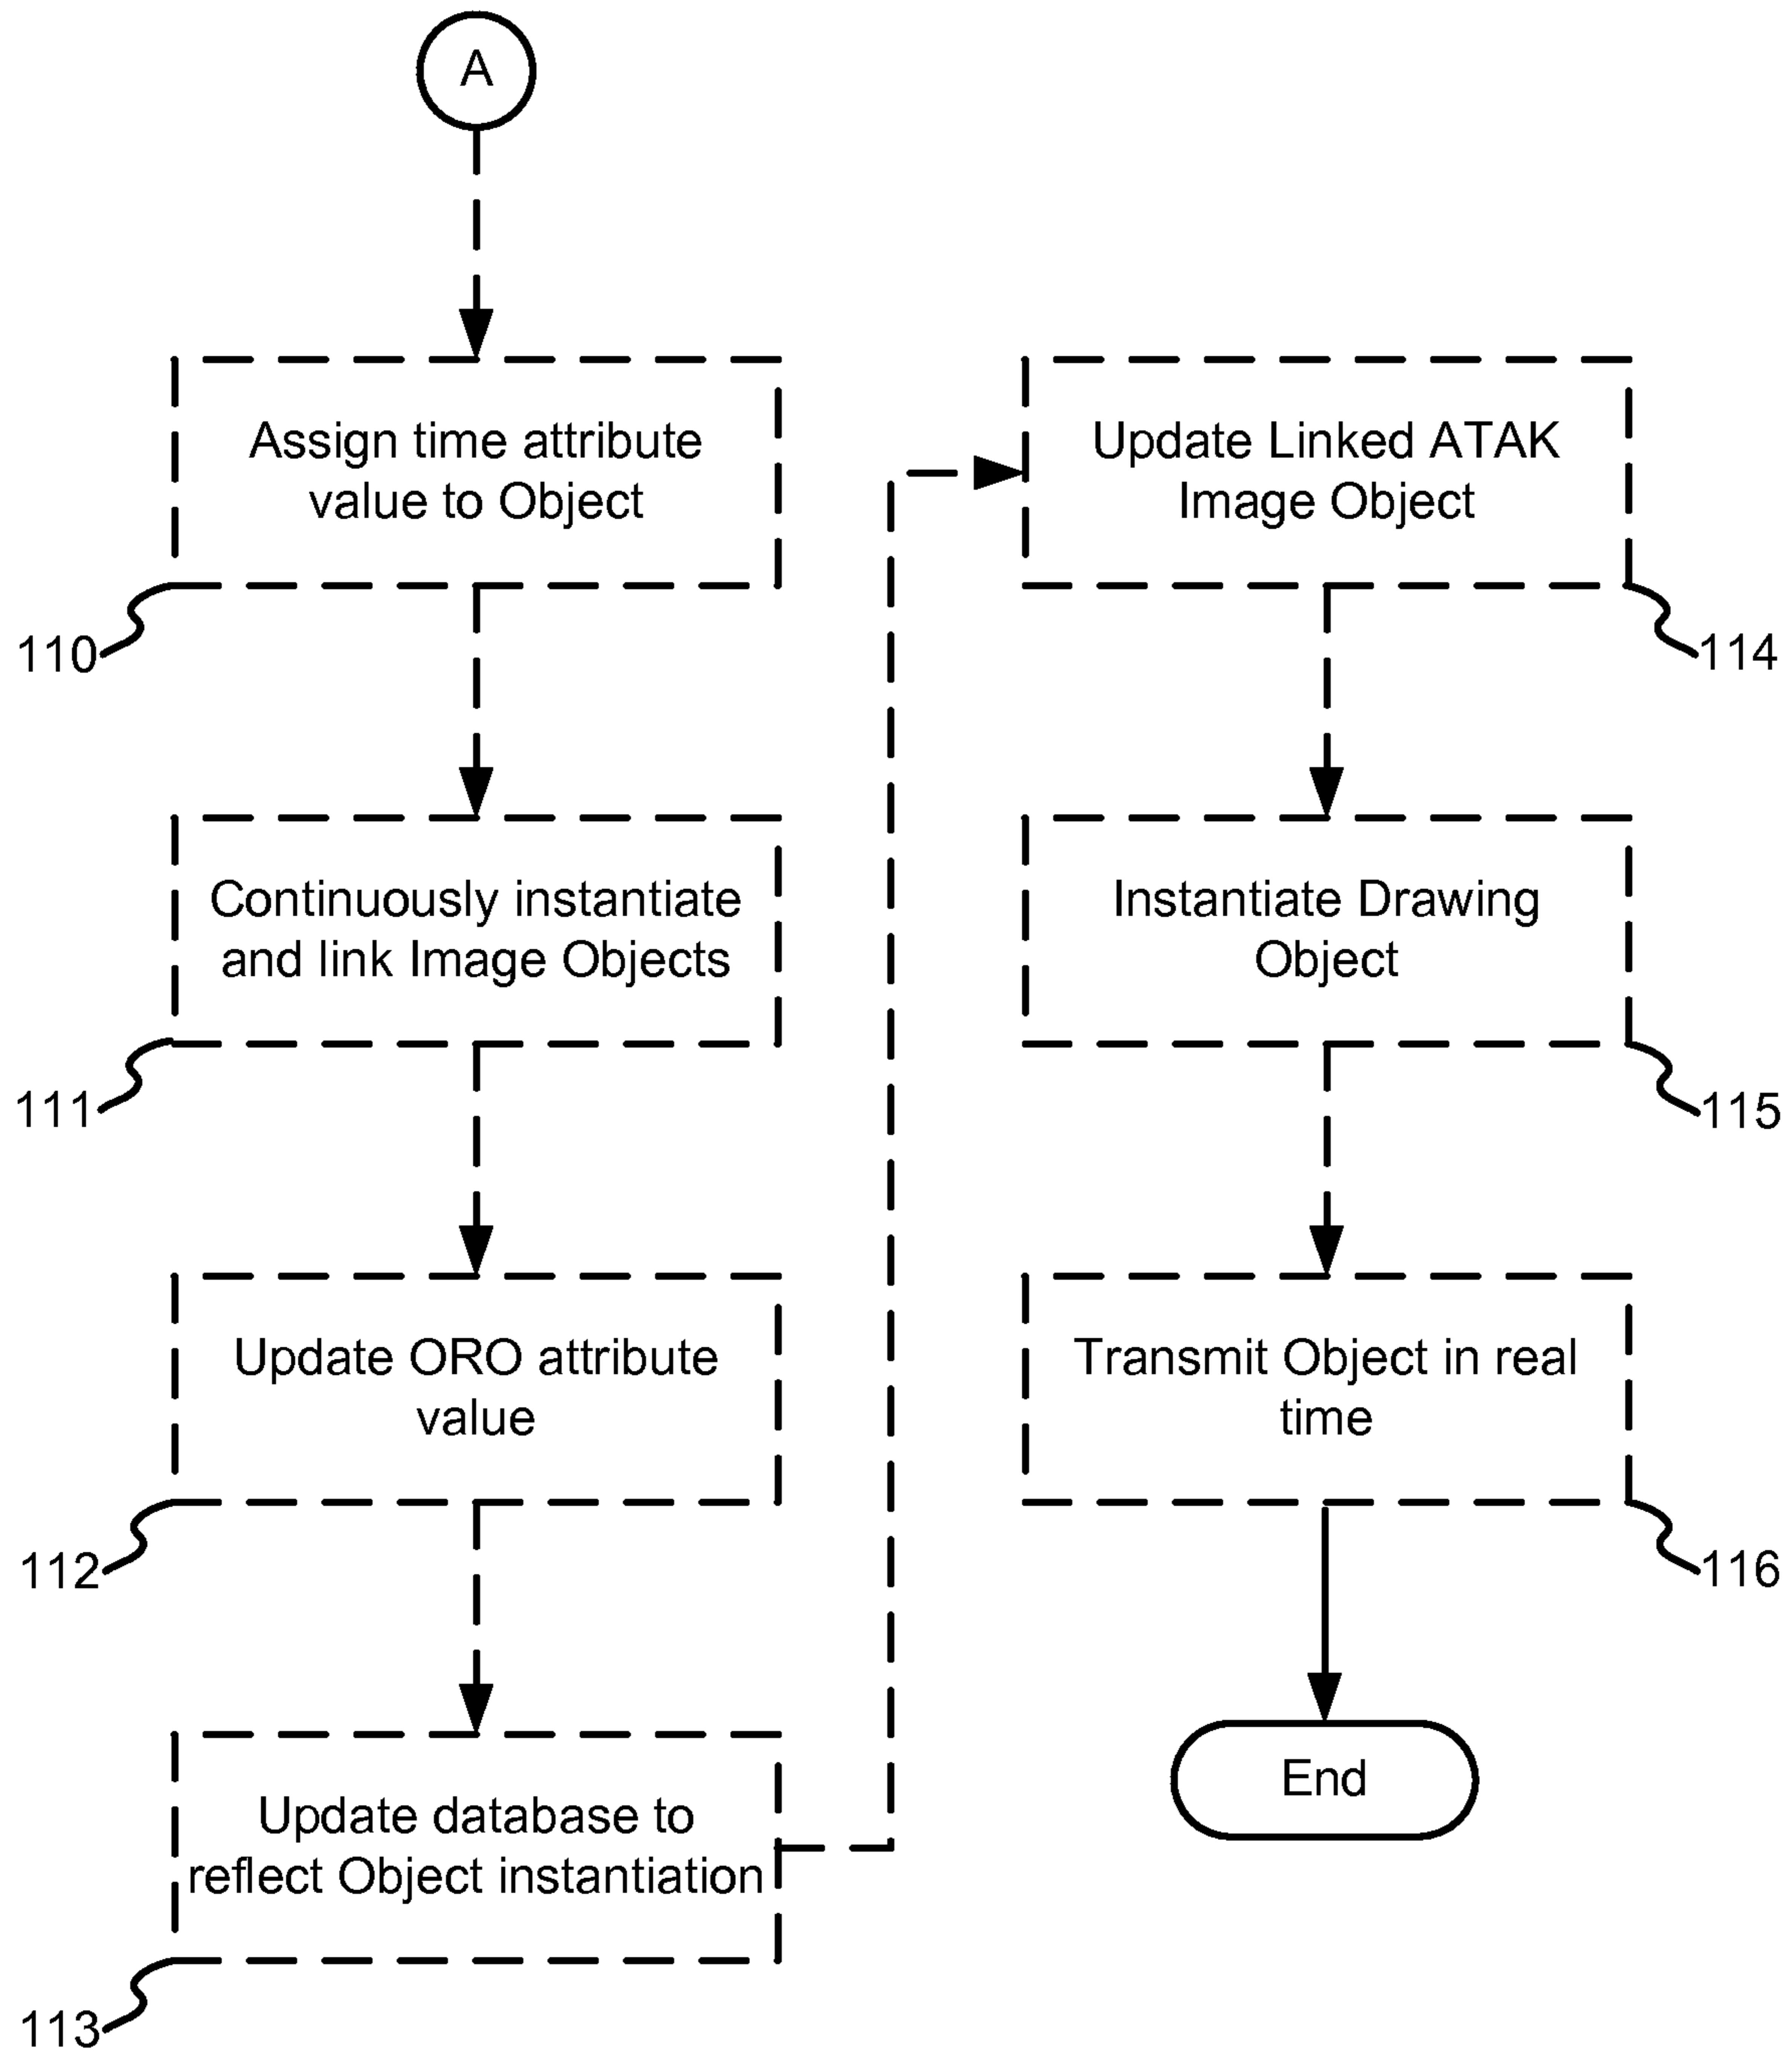 A
Assign time attribute
value to Object
110
Continuously instantiate
and link Image Objects
111
Update ORO attribute
value
112
Update database to
reflect Object instantiation
113
Update Linked ATAK
Image Object
114
Instantiate Drawing
Object
115
Transmit Object in real
time
116
End